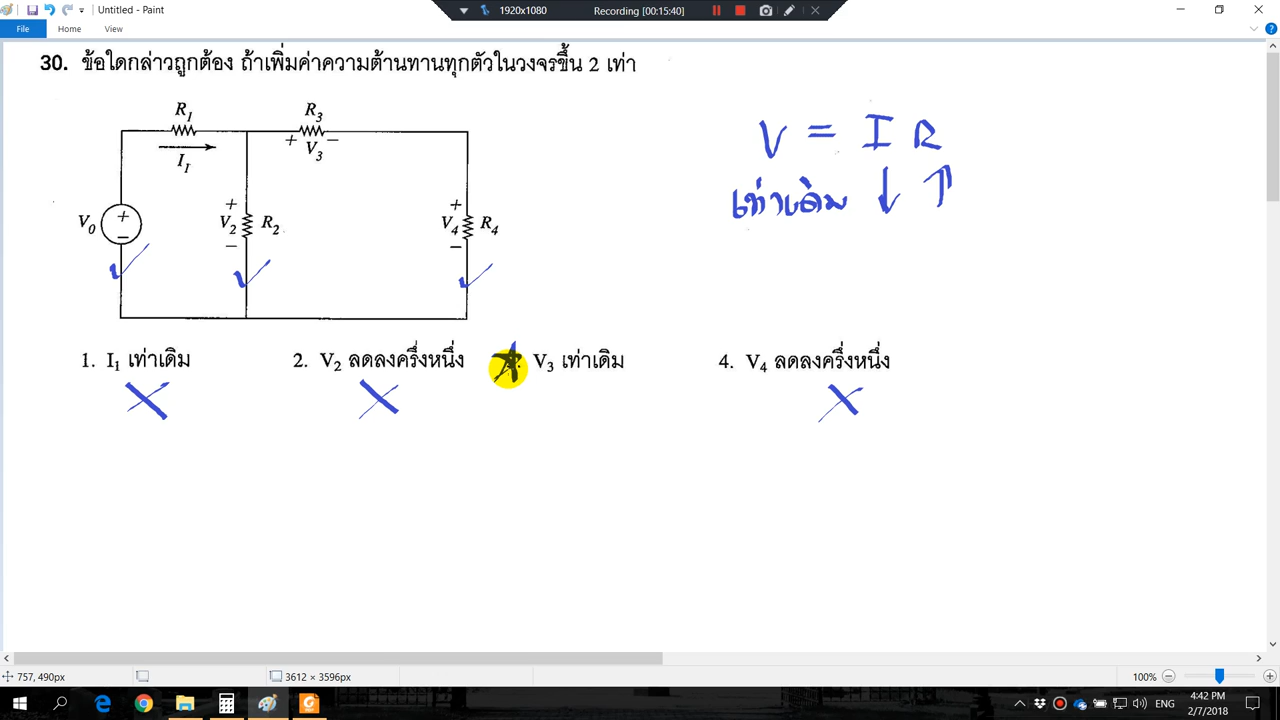 Untitled - Paint
1920x1080
Recording [00:15:40]
File
Home
View
30. ข้อใดกล่าวถูกต้อง ถ้าเพิ่มค่าความต้านทานทุกตัวในวงจรขึ้น 2 เท่า
R1
R3
+ V3 −
I1
V = I R
เท่าเดิม ↓ ↑
V0
+
−
+
V2
−
R2
+
V4
−
R4
1. I1 เท่าเดิม
2. V2 ลดลงครึ่งหนึ่ง
V3 เท่าเดิม
4. V4 ลดลงครึ่งหนึ่ง
757, 490px
3612 × 3596px
100%
ENG
4:42 PM
2/7/2018